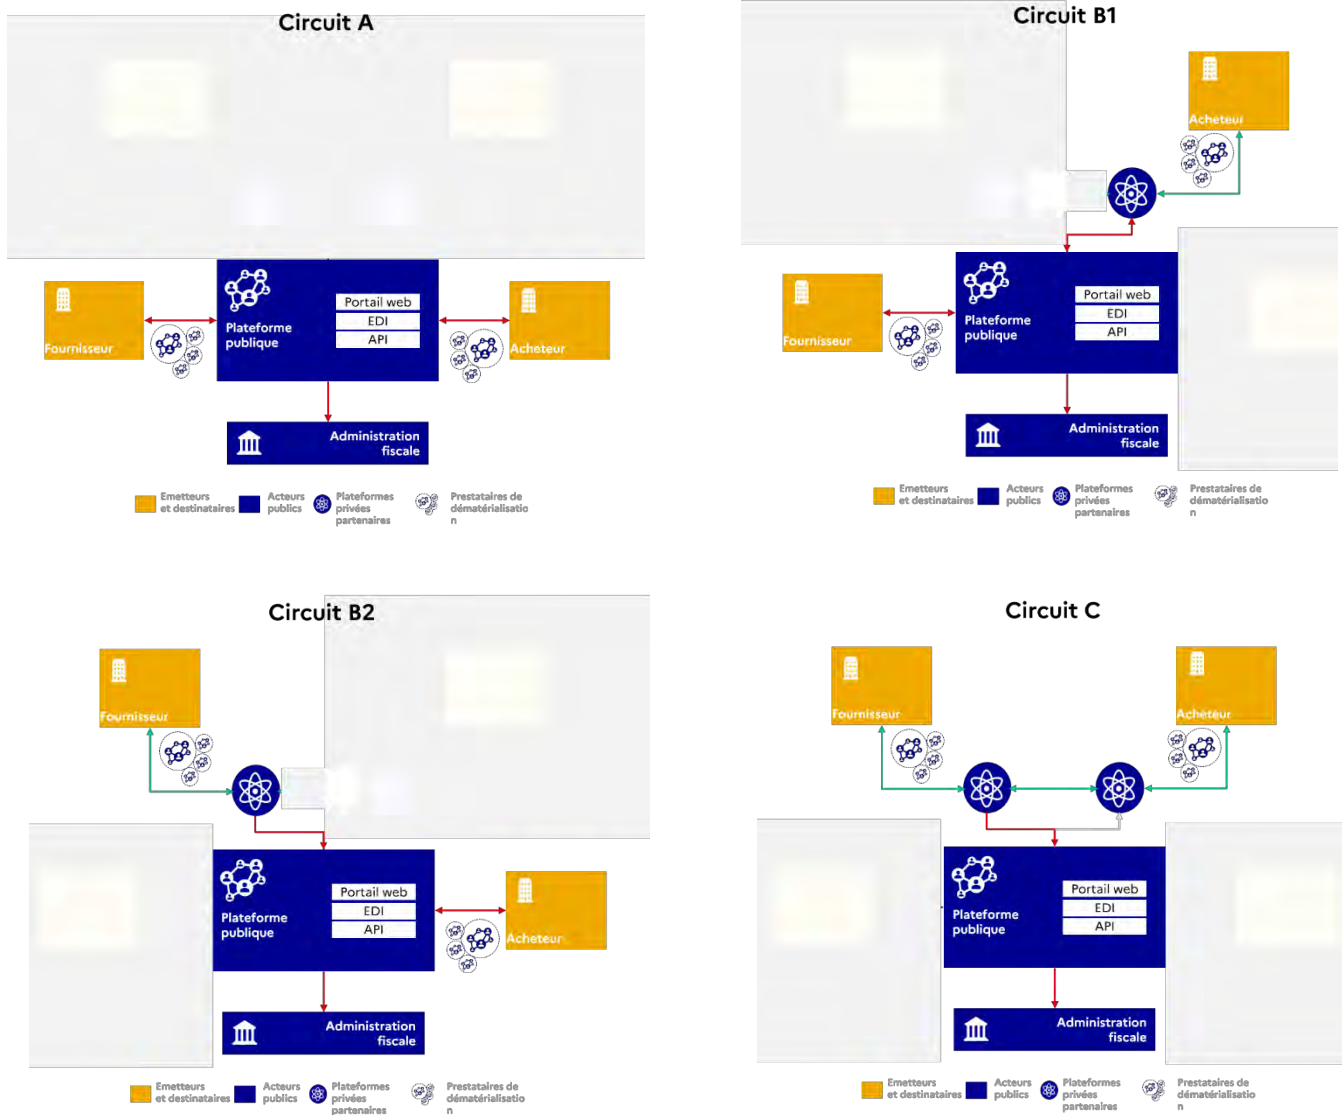 Circuit A
Fournisseur
Plateforme
publique
Portail web
EDI
API
Acheteur
Administration
fiscale
Emetteurs
et destinataires
Acteurs
publics
Plateformes
privées
partenaires
Prestataires de
dématérialisatio
n
Circuit B1
Acheteur
Fournisseur
Plateforme
publique
Portail web
EDI
API
Administration
fiscale
Emetteurs
et destinataires
Acteurs
publics
Plateformes
privées
partenaires
Prestataires de
dématérialisatio
n
Circuit B2
Fournisseur
Plateforme
publique
Portail web
EDI
API
Acheteur
Administration
fiscale
Emetteurs
et destinataires
Acteurs
publics
Plateformes
privées
partenaires
Prestataires de
dématérialisatio
n
Circuit C
Fournisseur
Acheteur
Plateforme
publique
Portail web
EDI
API
Administration
fiscale
Emetteurs
et destinataires
Acteurs
publics
Plateformes
privées
partenaires
Prestataires de
dématérialisatio
n